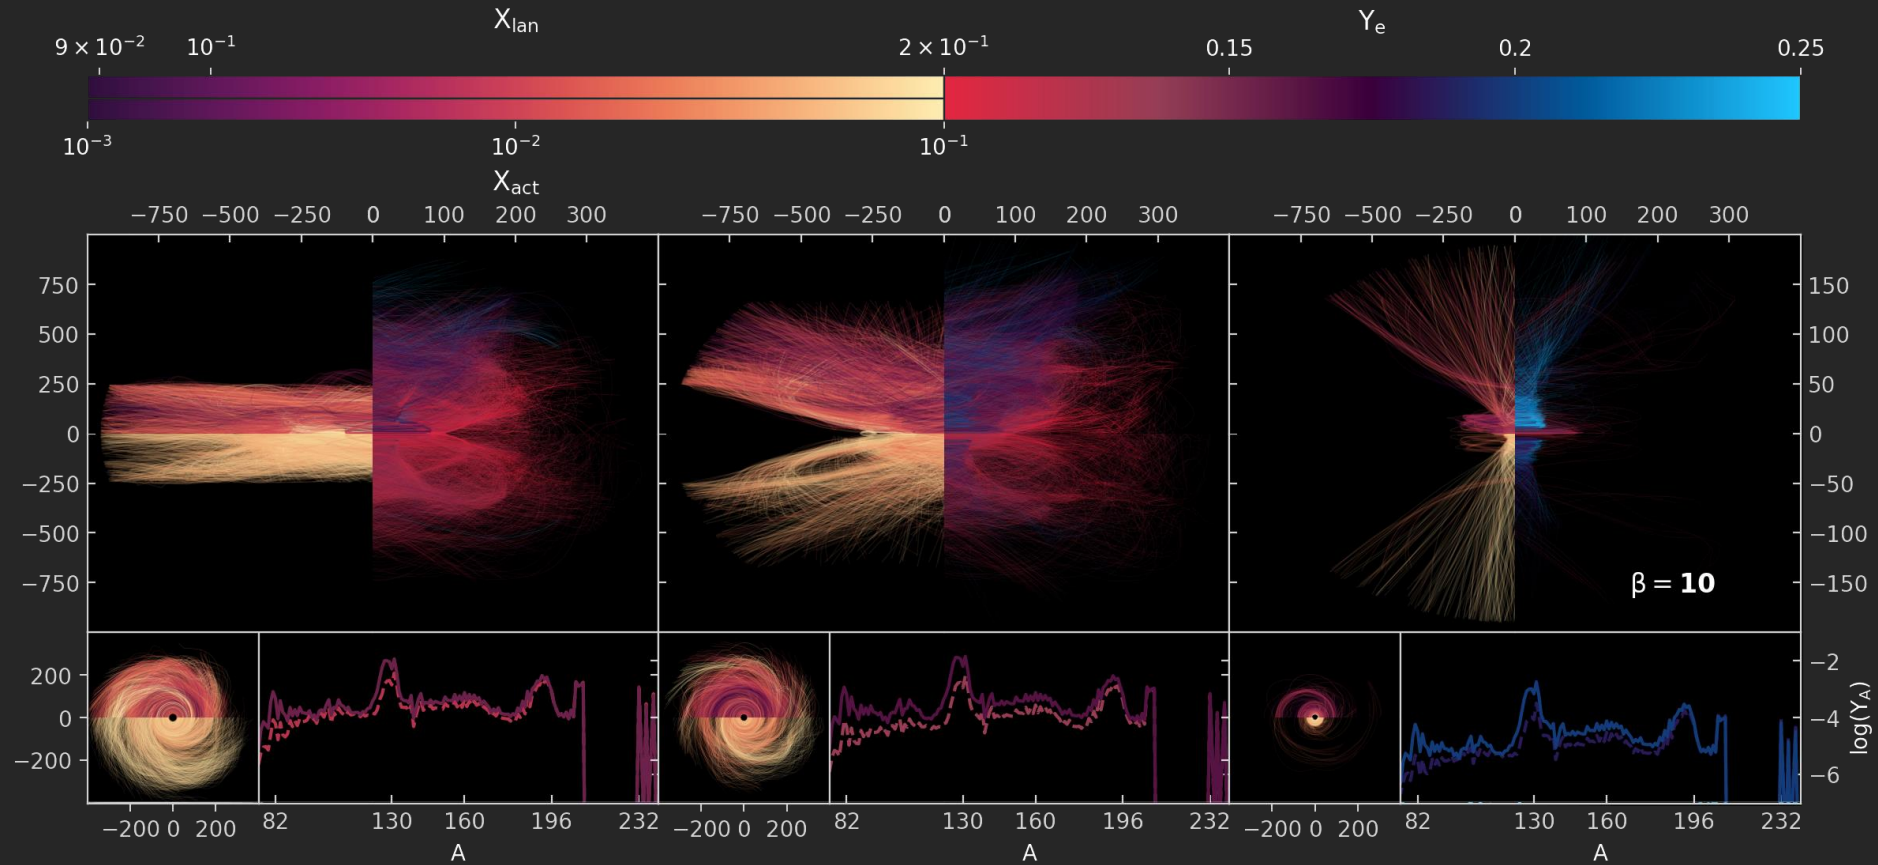 X_lan Y_e
9 × 10⁻² 10⁻¹ 2 × 10⁻¹ 0.15 0.2 0.25
10⁻³ 10⁻² 10⁻¹
X_act
−750 −500 −250 0 100 200 300 −750 −500 −250 0 100 200 300 −750 −500 −250 0 100 200 300
750 150
500 100
250 50
0 0
−250 −50
−500 −100
−750 β = 10 −150
200 −2
0 −4
−200 −6
log(Y_A)
−200 0 200 82 130 160 196 232 −200 0 200 82 130 160 196 232 −200 0 200 82 130 160 196 232
A A A